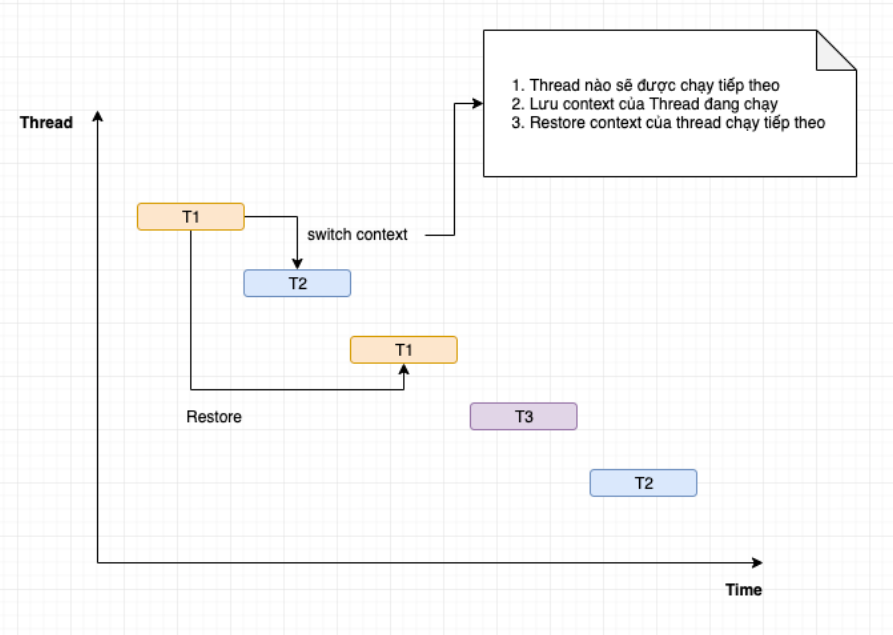 1. Thread nào sẽ được chạy tiếp theo
2. Lưu context của Thread đang chạy
3. Restore context của thread chạy tiếp theo
Thread
T1
switch context
T2
T1
Restore
T3
T2
Time